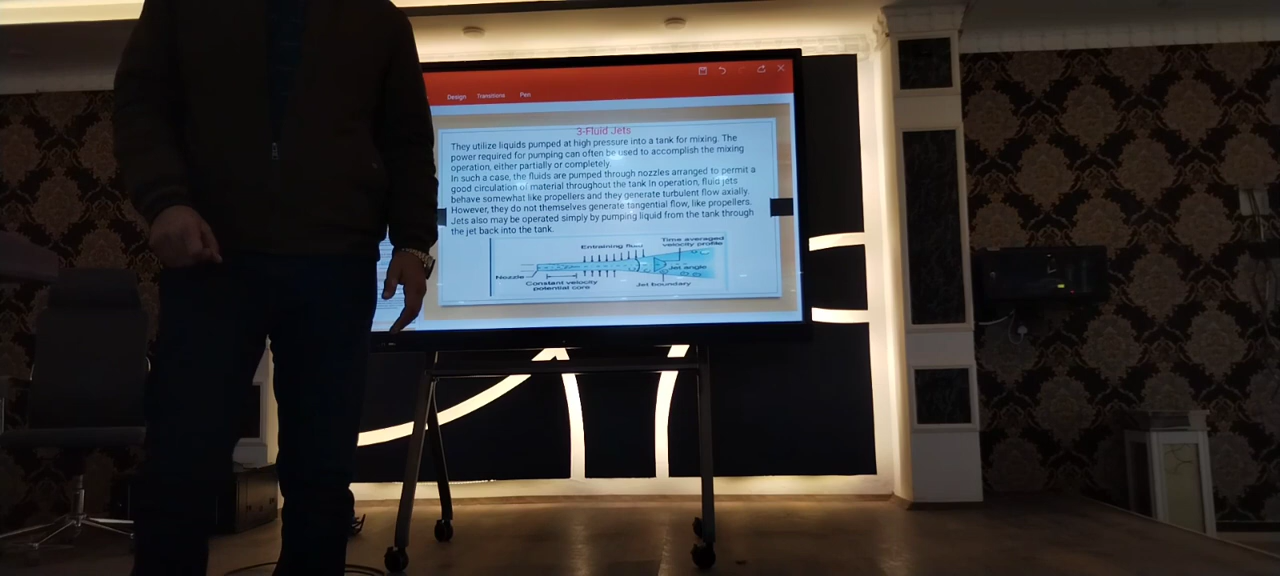 Design Transitions Pen
3-Fluid Jets
They utilize liquids pumped at high pressure into a tank for mixing. The
power required for pumping can often be used to accomplish the mixing
operation, either partially or completely.
In such a case, the fluids are pumped through nozzles arranged to permit a
good circulation of material throughout the tank In operation, fluid jets
behave somewhat like propellers and they generate turbulent flow axially.
However, they do not themselves generate tangential flow, like propellers.
Jets also may be operated simply by pumping liquid from the tank through
the jet back into the tank.
Entraining fluid
Time averaged
velocity profile
Jet angle
Nozzle
Constant velocity
potential core
Jet boundary